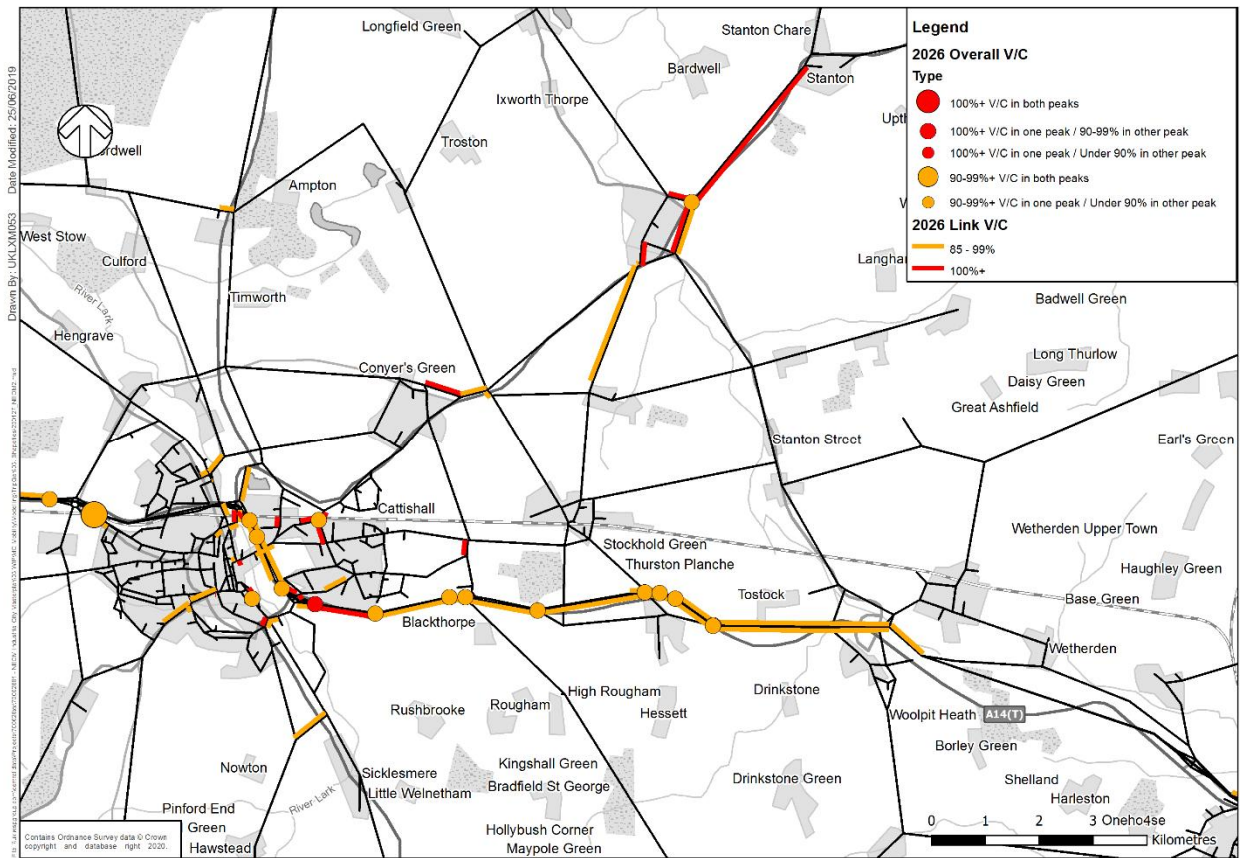 Longfield Green
Stanton Chare
Bardwell
Stanton
Ixworth Thorpe
Troston
Ampton
West Stow
Culford
River Lark
Timworth
Hengrave
Conyer's Green
Legend
2026 Overall V/C
Type
100%+ V/C in both peaks
100%+ V/C in one peak / 90-99% in other peak
100%+ V/C in one peak / Under 90% in other peak
90-99%+ V/C in both peaks
90-99%+ V/C in one peak / Under 90% in other peak
2026 Link V/C
85 - 99%
100%+
Upth
ordwell
W
Langham
Badwell Green
Long Thurlow
Daisy Green
Great Ashfield
Stanton Street
Earl's Green
Cattishall
Wetherden Upper Town
Stockhold Green
Thurston Planche
Haughley Green
Tostock
Base Green
Blackthorpe
Wetherden
High Rougham
Drinkstone
Rushbrooke
Rougham
Hessett
Woolpit Heath
A14(T)
Borley Green
Nowton
Sicklesmere
Kingshall Green
Little Welnetham
Bradfield St George
Drinkstone Green
Shelland
Harleston
Pinford End
River Lark
Green
Hawstead
Hollybush Corner
Maypole Green
0 1 2 3 Oneho4se
Kilometres
Contains Ordnance Survey data © Crown
copyright and database right 2020.
Drawn By: UKLXM053 Date Modified: 25/06/2019